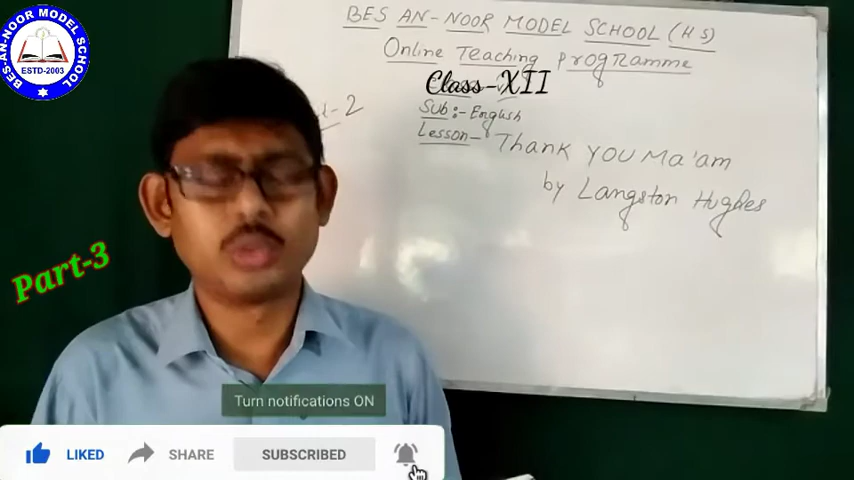 BES AN-NOOR MODEL SCHOOL
ESTD-2003
BES AN-NOOR MODEL SCHOOL (H S)
Online Teaching Programme
Class-XII
Sub:- English
Lesson- Thank YOU Ma'am
by Langston Hughes
2
Part-3
Turn notifications ON
LIKED
SHARE
SUBSCRIBED